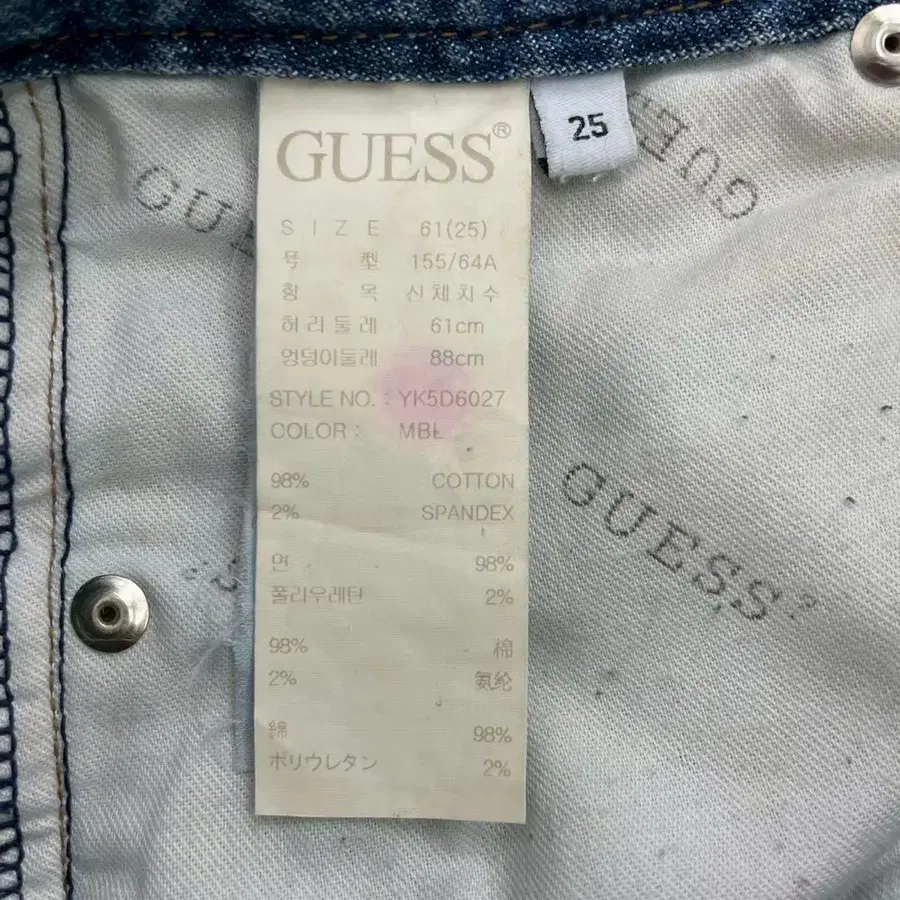 GUESS®
25
SIZE 61(25)
号型 155/64A
항목 신체치수
허리둘레 61cm
엉덩이둘레 88cm
STYLE NO. : YK5D6027
COLOR : MBL
98% COTTON
2% SPANDEX
면 98%
폴리우레탄 2%
98% 棉
2% 氨纶
綿 98%
ポリウレタン 2%
GUE
GUE
GUESS?